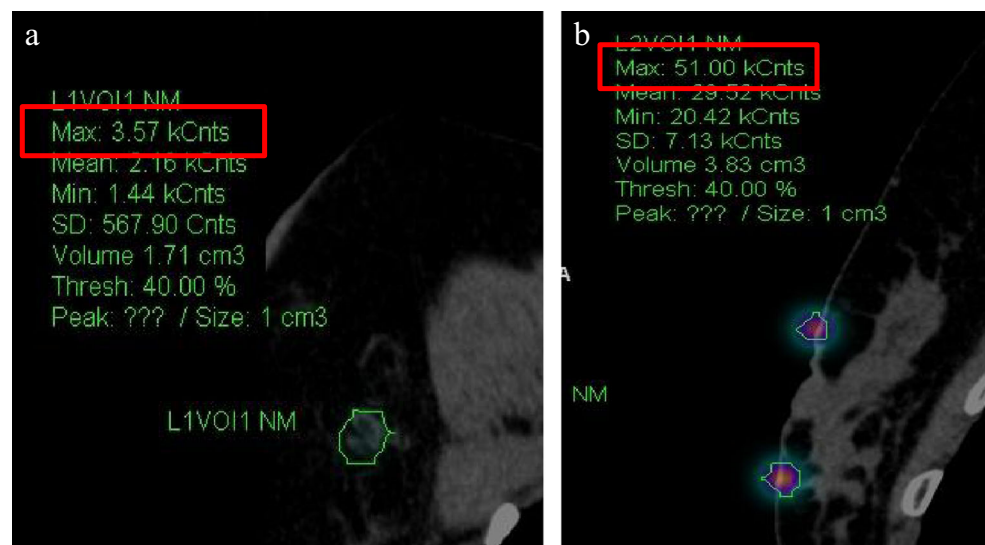 a
L1VOI1 NM
Max: 3.57 kCnts
Mean: 2.16 kCnts
Min: 1.44 kCnts
SD: 567.90 Cnts
Volume 1.71 cm3
Thresh: 40.00 %
Peak: ??? / Size: 1 cm3
L1VOI1 NM
b
L2VOI1 NM
Max: 51.00 kCnts
Mean: 29.52 kCnts
Min: 20.42 kCnts
SD: 7.13 kCnts
Volume 3.83 cm3
Thresh: 40.00 %
Peak: ??? / Size: 1 cm3
A
NM